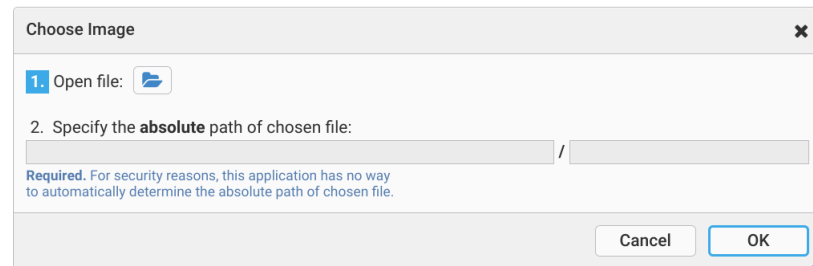 Choose Image
1. Open file:
2. Specify the absolute path of chosen file:
/
Required. For security reasons, this application has no way
to automatically determine the absolute path of chosen file.
Cancel OK